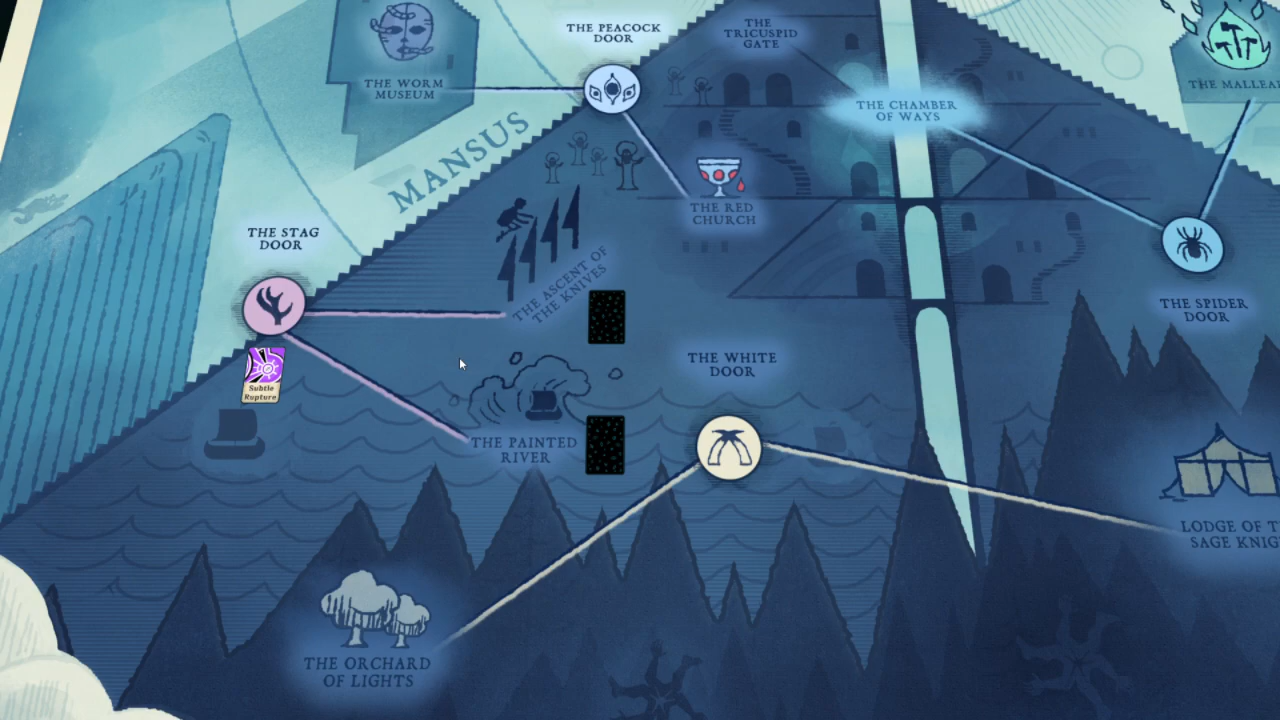 THE PEACOCK
DOOR
THE
TRICUSPID
GATE
THE WORM
MUSEUM
THE MALLEA
THE CHAMBER
OF WAYS
MANSUS
THE RED
CHURCH
THE STAG
DOOR
THE ASCENT OF
THE KNIVES
THE SPIDER
DOOR
THE WHITE
DOOR
Subtle
Rupture
THE PAINTED
RIVER
LODGE OF T
SAGE KNIG
THE ORCHARD
OF LIGHTS